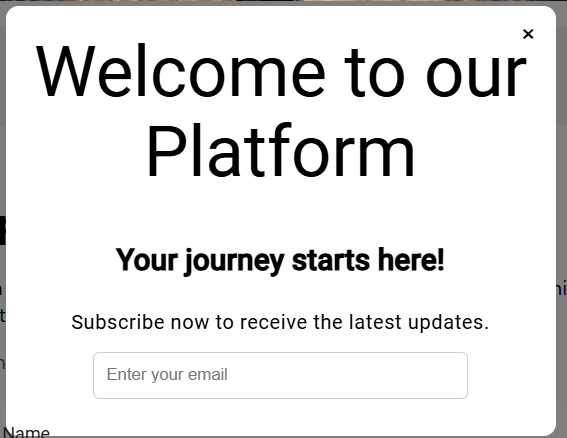 ×
Welcome to our
Platform
Your journey starts here!
Subscribe now to receive the latest updates.
Enter your email
Name